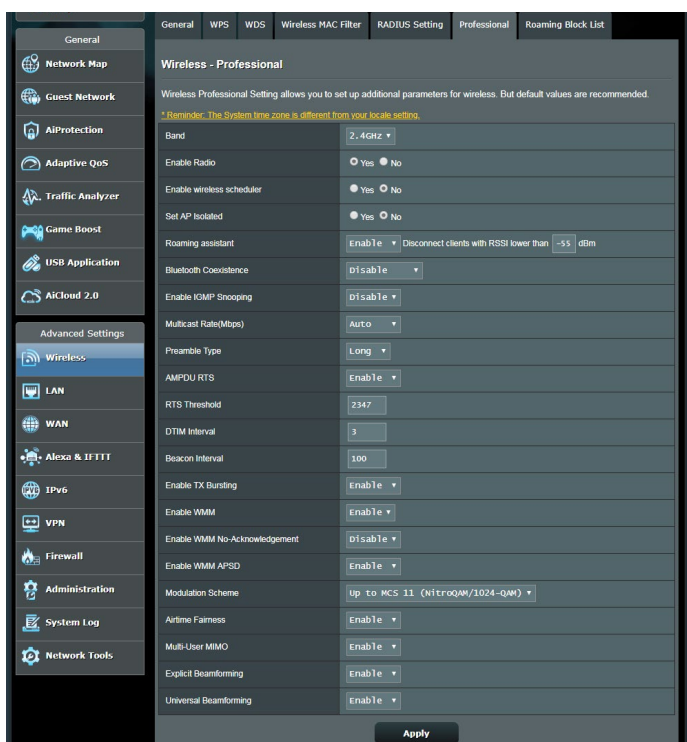 General WPS WDS Wireless MAC Filter RADIUS Setting Professional Roaming Block List
General
Network Map
Guest Network
AiProtection
Adaptive QoS
Traffic Analyzer
Game Boost
USB Application
AiCloud 2.0
Advanced Settings
Wireless
LAN
WAN
Alexa & IFTTT
IPv6
VPN
Firewall
Administration
System Log
Network Tools
Wireless - Professional
Wireless Professional Setting allows you to set up additional parameters for wireless. But default values are recommended.
* Reminder: The System time zone is different from your locale setting.
Band 2.4GHz
Enable Radio Yes No
Enable wireless scheduler Yes No
Set AP Isolated Yes No
Roaming assistant Enable Disconnect clients with RSSI lower than -55 dBm
Bluetooth Coexistence Disable
Enable IGMP Snooping Disable
Multicast Rate(Mbps) Auto
Preamble Type Long
AMPDU RTS Enable
RTS Threshold 2347
DTIM Interval 3
Beacon Interval 100
Enable TX Bursting Enable
Enable WMM Enable
Enable WMM No-Acknowledgement Disable
Enable WMM APSD Enable
Modulation Scheme Up to MCS 11 (NitroQAM/1024-QAM)
Airtime Fairness Enable
Multi-User MIMO Enable
Explicit Beamforming Enable
Universal Beamforming Enable
Apply